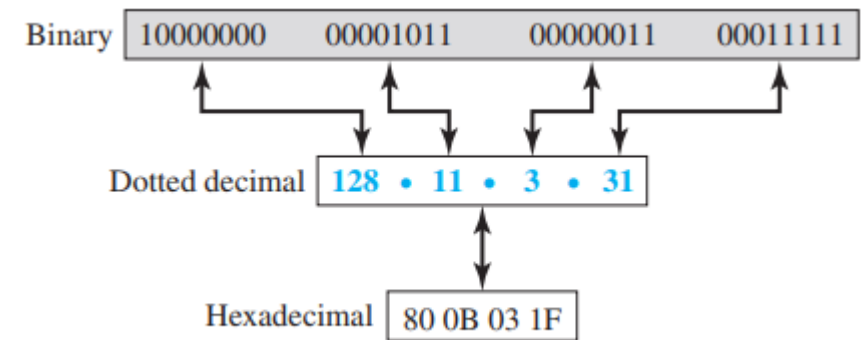 Binary 10000000 00001011 00000011 00011111
Dotted decimal 128 • 11 • 3 • 31
Hexadecimal 80 0B 03 1F